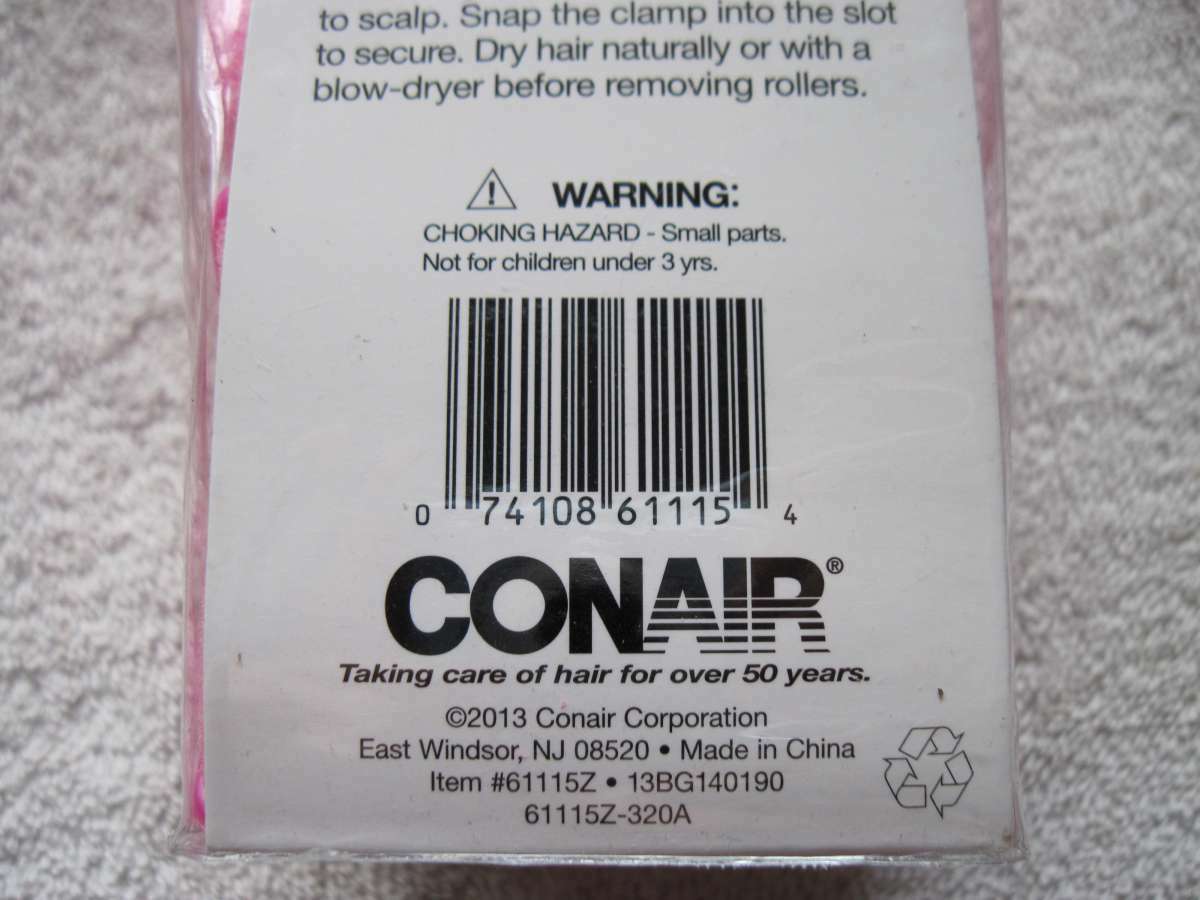 to scalp. Snap the clamp into the slot
to secure. Dry hair naturally or with a
blow-dryer before removing rollers.
WARNING:
CHOKING HAZARD - Small parts.
Not for children under 3 yrs.
0 74108 61115 4
CONAIR®
Taking care of hair for over 50 years.
©2013 Conair Corporation
East Windsor, NJ 08520 • Made in China
Item #61115Z • 13BG140190
61115Z-320A